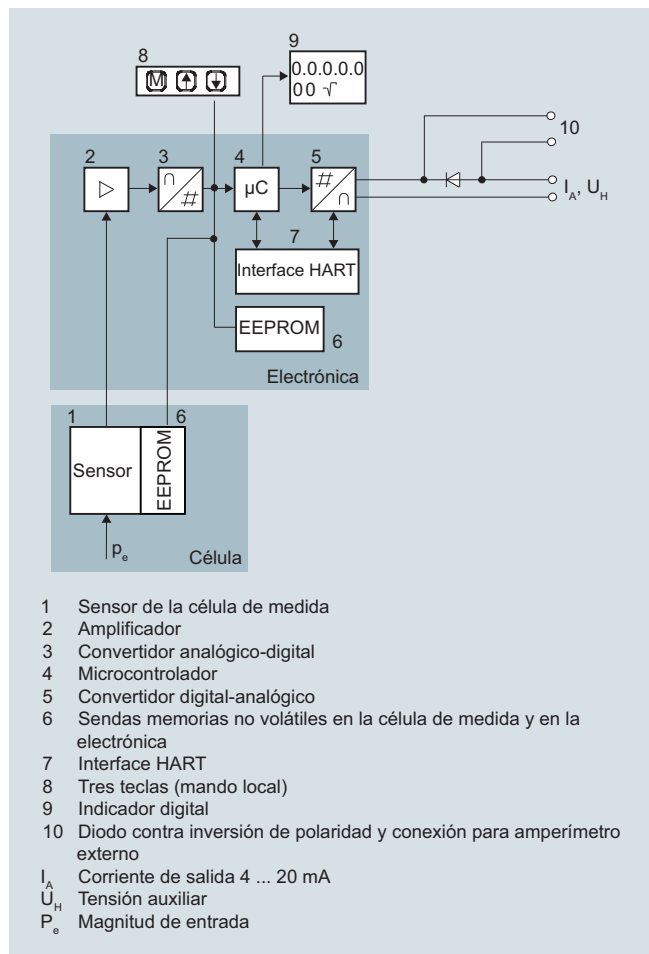 8
9
M
0.0.0.0.0
00 √
10
2
3
4
5
∩
#
µC
#
∩
I_A, U_H
7
Interface HART
EEPROM
6
Electrónica
1
6
Sensor
EEPROM
p_e
Célula
1 Sensor de la célula de medida
2 Amplificador
3 Convertidor analógico-digital
4 Microcontrolador
5 Convertidor digital-analógico
6 Sendas memorias no volátiles en la célula de medida y en la
electrónica
7 Interface HART
8 Tres teclas (mando local)
9 Indicador digital
10 Diodo contra inversión de polaridad y conexión para amperímetro
externo
I_A Corriente de salida 4 ... 20 mA
U_H Tensión auxiliar
P_e Magnitud de entrada